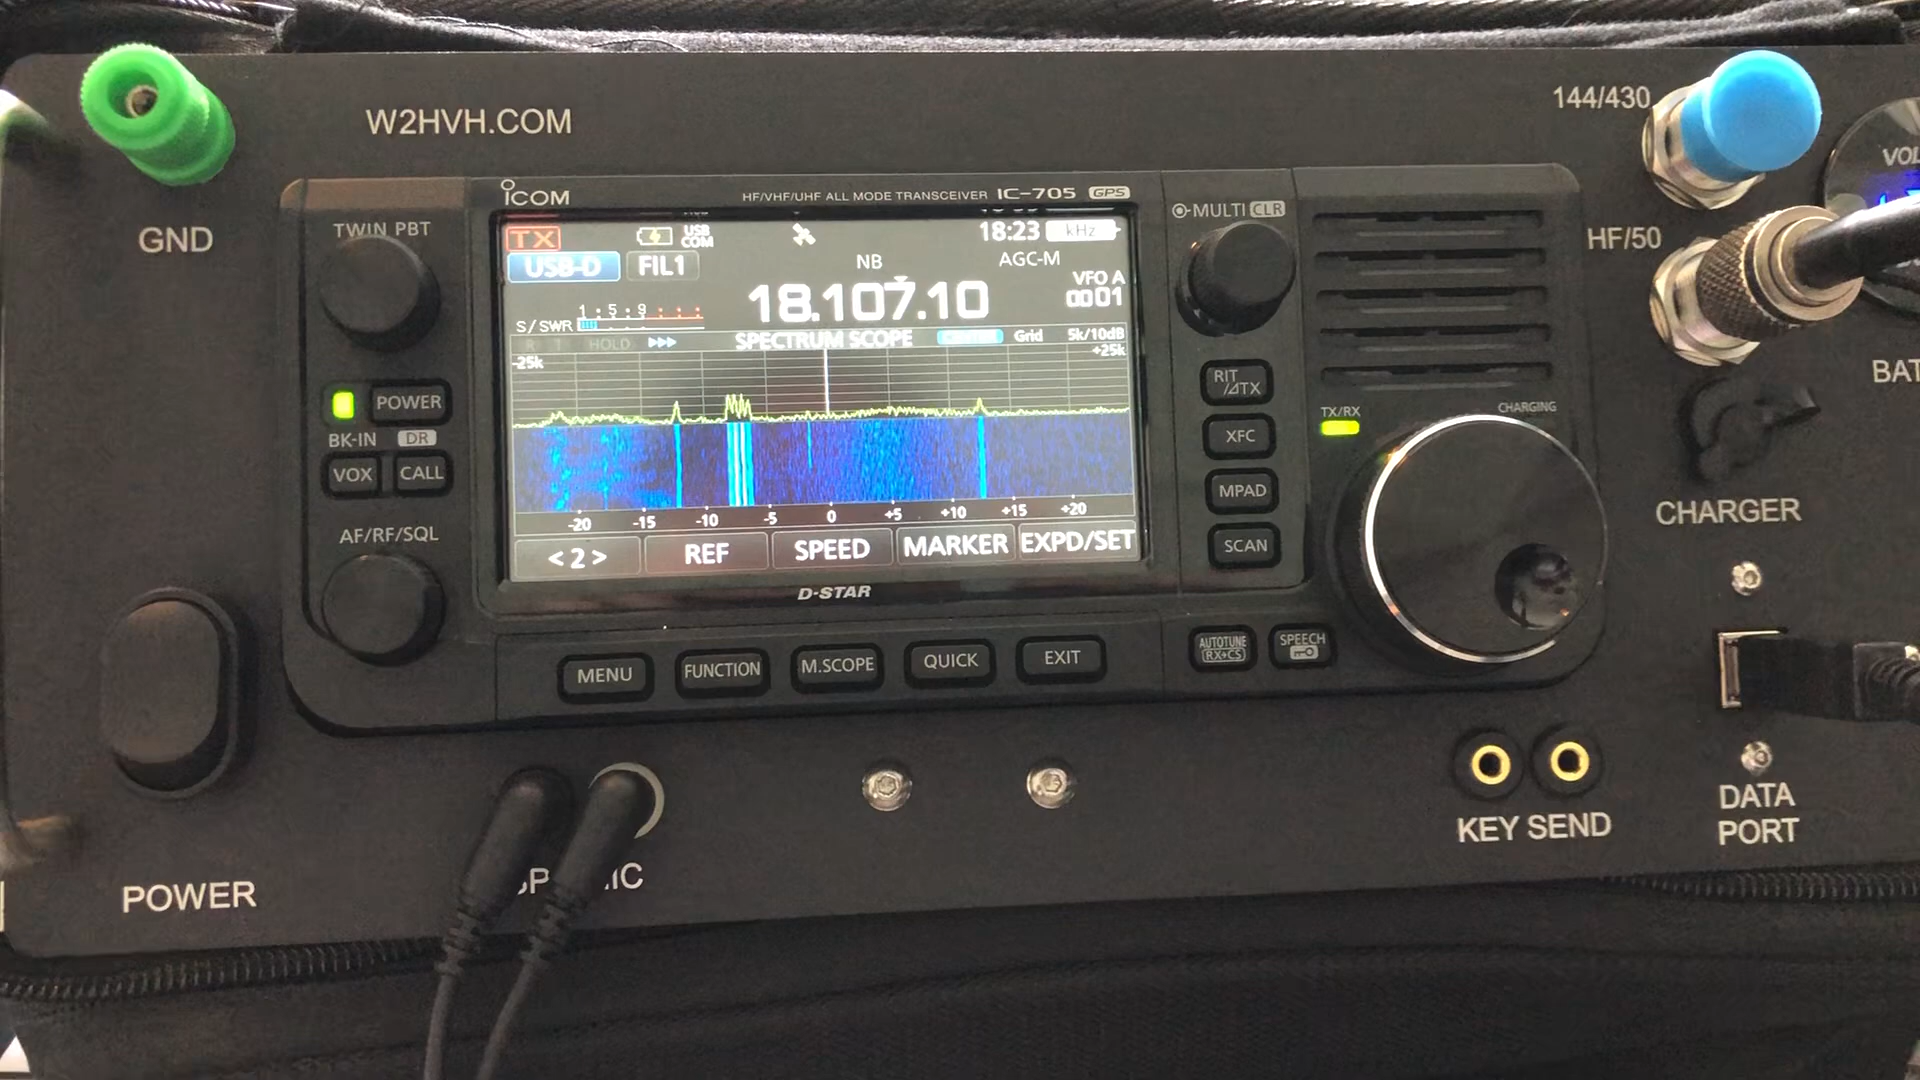 W2HVH.COM
144/430
GND
HF/50
ICOM
HF/VHF/UHF ALL MODE TRANSCEIVER IC-705 GPS
TWIN PBT
MULTI CLR
TX
USB COM
18:23
kHz
USB-D
FIL1
NB
AGC-M
18.107.10
VFO A
0001
1 : 5 : 9
S/SWR
HOLD
SPECTRUM SCOPE
Grid
5k/10dB
-25k
+25k
-20 -15 -10 -5 0 +5 +10 +15 +20
<2>
REF
SPEED
MARKER
EXPD/SET
D-STAR
POWER
BK-IN DR
VOX
CALL
AF/RF/SQL
RIT
/⊿TX
XFC
MPAD
SCAN
TX/RX
CHARGING
MENU
FUNCTION
M.SCOPE
QUICK
EXIT
AUTOTUNE
RX→CS
SPEECH
CHARGER
KEY SEND
DATA
PORT
POWER